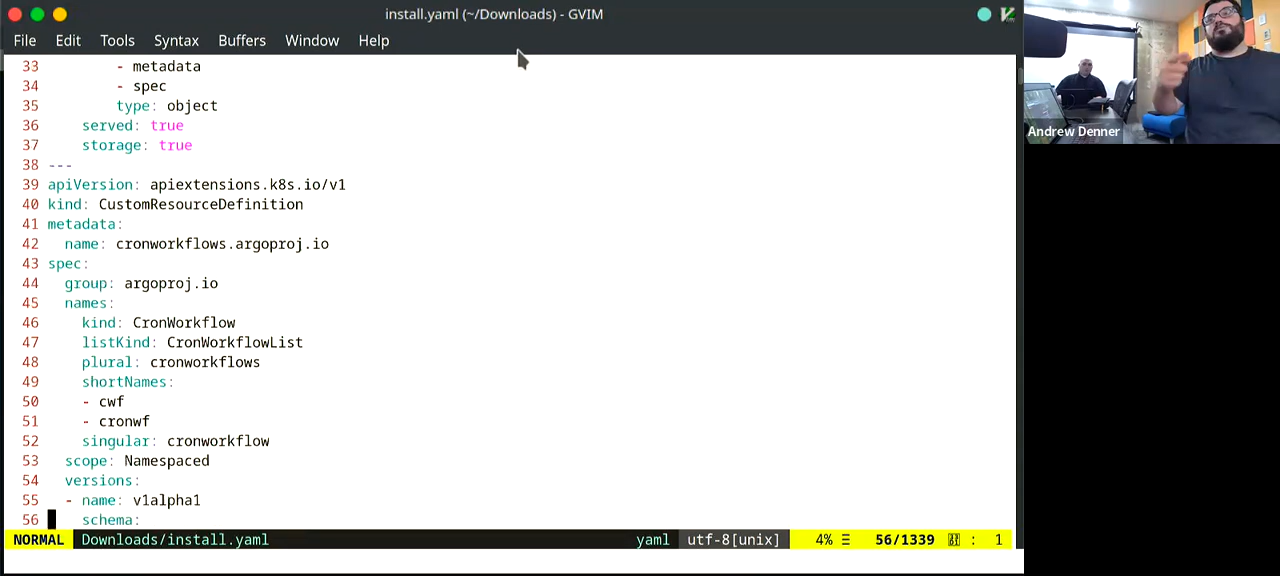 install.yaml (~/Downloads) - GVIM
File Edit Tools Syntax Buffers Window Help
33 - metadata
34 - spec
35 type: object
36 served: true
37 storage: true
38 ---
39 apiVersion: apiextensions.k8s.io/v1
40 kind: CustomResourceDefinition
41 metadata:
42 name: cronworkflows.argoproj.io
43 spec:
44 group: argoproj.io
45 names:
46 kind: CronWorkflow
47 listKind: CronWorkflowList
48 plural: cronworkflows
49 shortNames:
50 - cwf
51 - cronwf
52 singular: cronworkflow
53 scope: Namespaced
54 versions:
55 - name: v1alpha1
56 schema:
NORMAL Downloads/install.yaml yaml utf-8[unix] 4% ☰ 56/1339 : 1
Andrew Denner